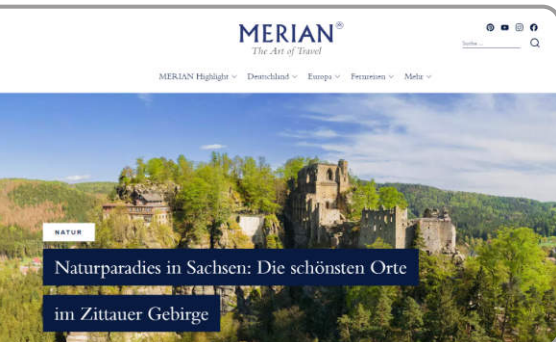 MERIAN®
The Art of Travel
Suche ...
MERIAN Highlight Deutschland Europa Fernreisen Mehr
NATUR
Naturparadies in Sachsen: Die schönsten Orte
im Zittauer Gebirge